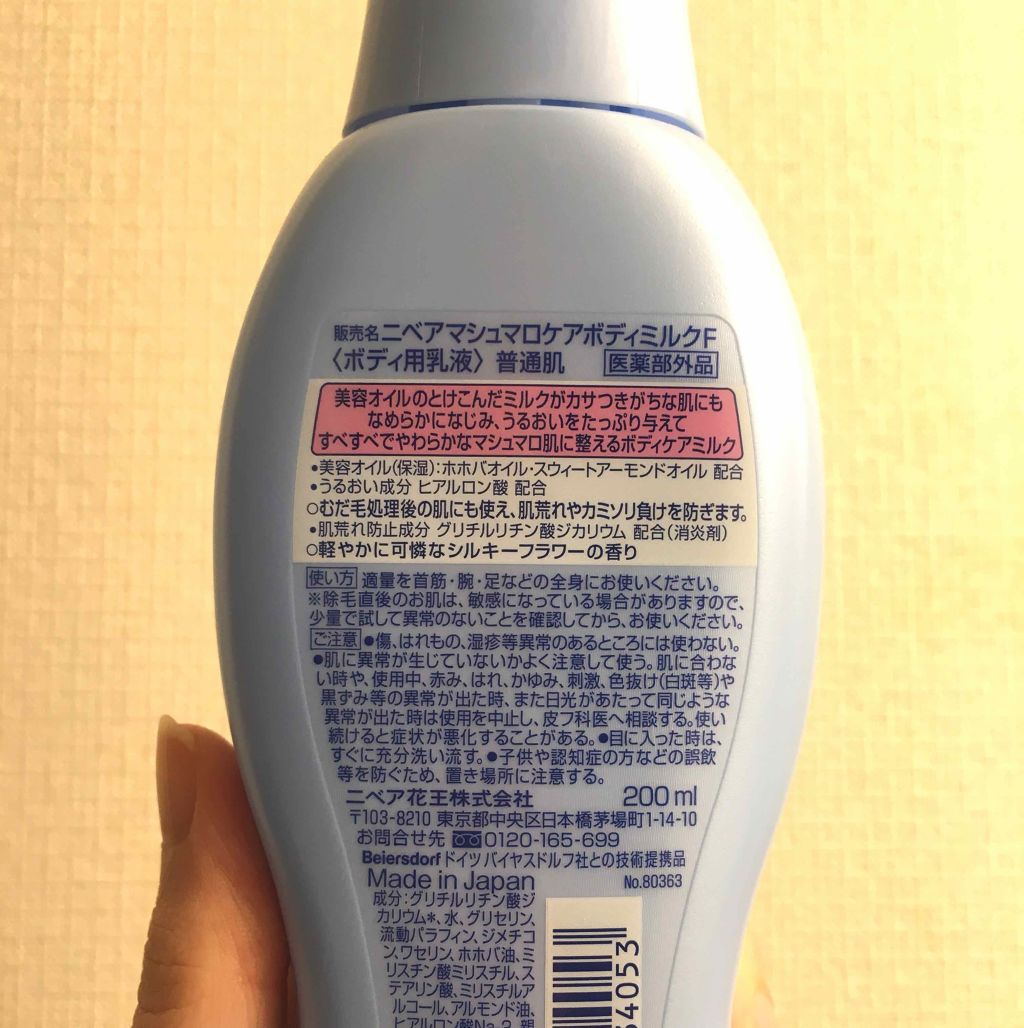 販売名 ニベアマシュマロケアボディミルクF
〈ボディ用乳液〉 普通肌 医薬部外品
美容オイルのとけこんだミルクがカサつきがちな肌にも
なめらかになじみ、うるおいをたっぷり与えて
すべすべでやわらかなマシュマロ肌に整えるボディケアミルク
•美容オイル(保湿):ホホバオイル・スウィートアーモンドオイル 配合
•うるおい成分 ヒアルロン酸 配合
○むだ毛処理後の肌にも使え、肌荒れやカミソリ負けを防ぎます。
•肌荒れ防止成分 グリチルリチン酸ジカリウム 配合(消炎剤)
○軽やかに可憐なシルキーフラワーの香り
使い方 適量を首筋・腕・足などの全身にお使いください。
※除毛直後のお肌は、敏感になっている場合がありますので、
少量で試して異常のないことを確認してから、お使いください。
ご注意 ●傷、はれもの、湿疹等異常のあるところには使わない。
●肌に異常が生じていないかよく注意して使う。肌に合わな
い時や、使用中、赤み、はれ、かゆみ、刺激、色抜け(白斑等)や
黒ずみ等の異常が出た時、また日光があたって同じような
異常が出た時は使用を中止し、皮フ科医へ相談する。使い
続けると症状が悪化することがある。●目に入った時は、
すぐに充分洗い流す。●子供や認知症の方などの誤飲
等を防ぐため、置き場所に注意する。
ニベア花王株式会社 200 ml
〒103-8210 東京都中央区日本橋茅場町1-14-10
お問合せ先 0120-165-699
Beiersdorf ドイツ バイヤスドルフ社との技術提携品
Made in Japan No.80363
成分:グリチルリチン酸ジ
カリウム*、水、グリセリン、
流動パラフィン、ジメチコ
ン、ワセリン、ホホバ油、ミ
リスチン酸ミリスチル、ス
テアリン酸、ミリスチルア
ルコール、アルモンド油、
ヒアルロン酸Na-2、親
4053